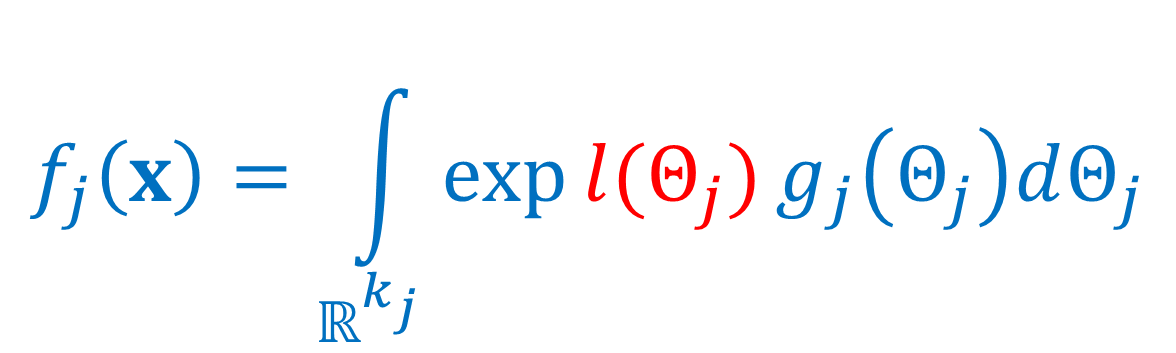 f_j(𝐱) = ∫_{ℝ^{k_j}} exp l(Θ_j) g_j(Θ_j)dΘ_j